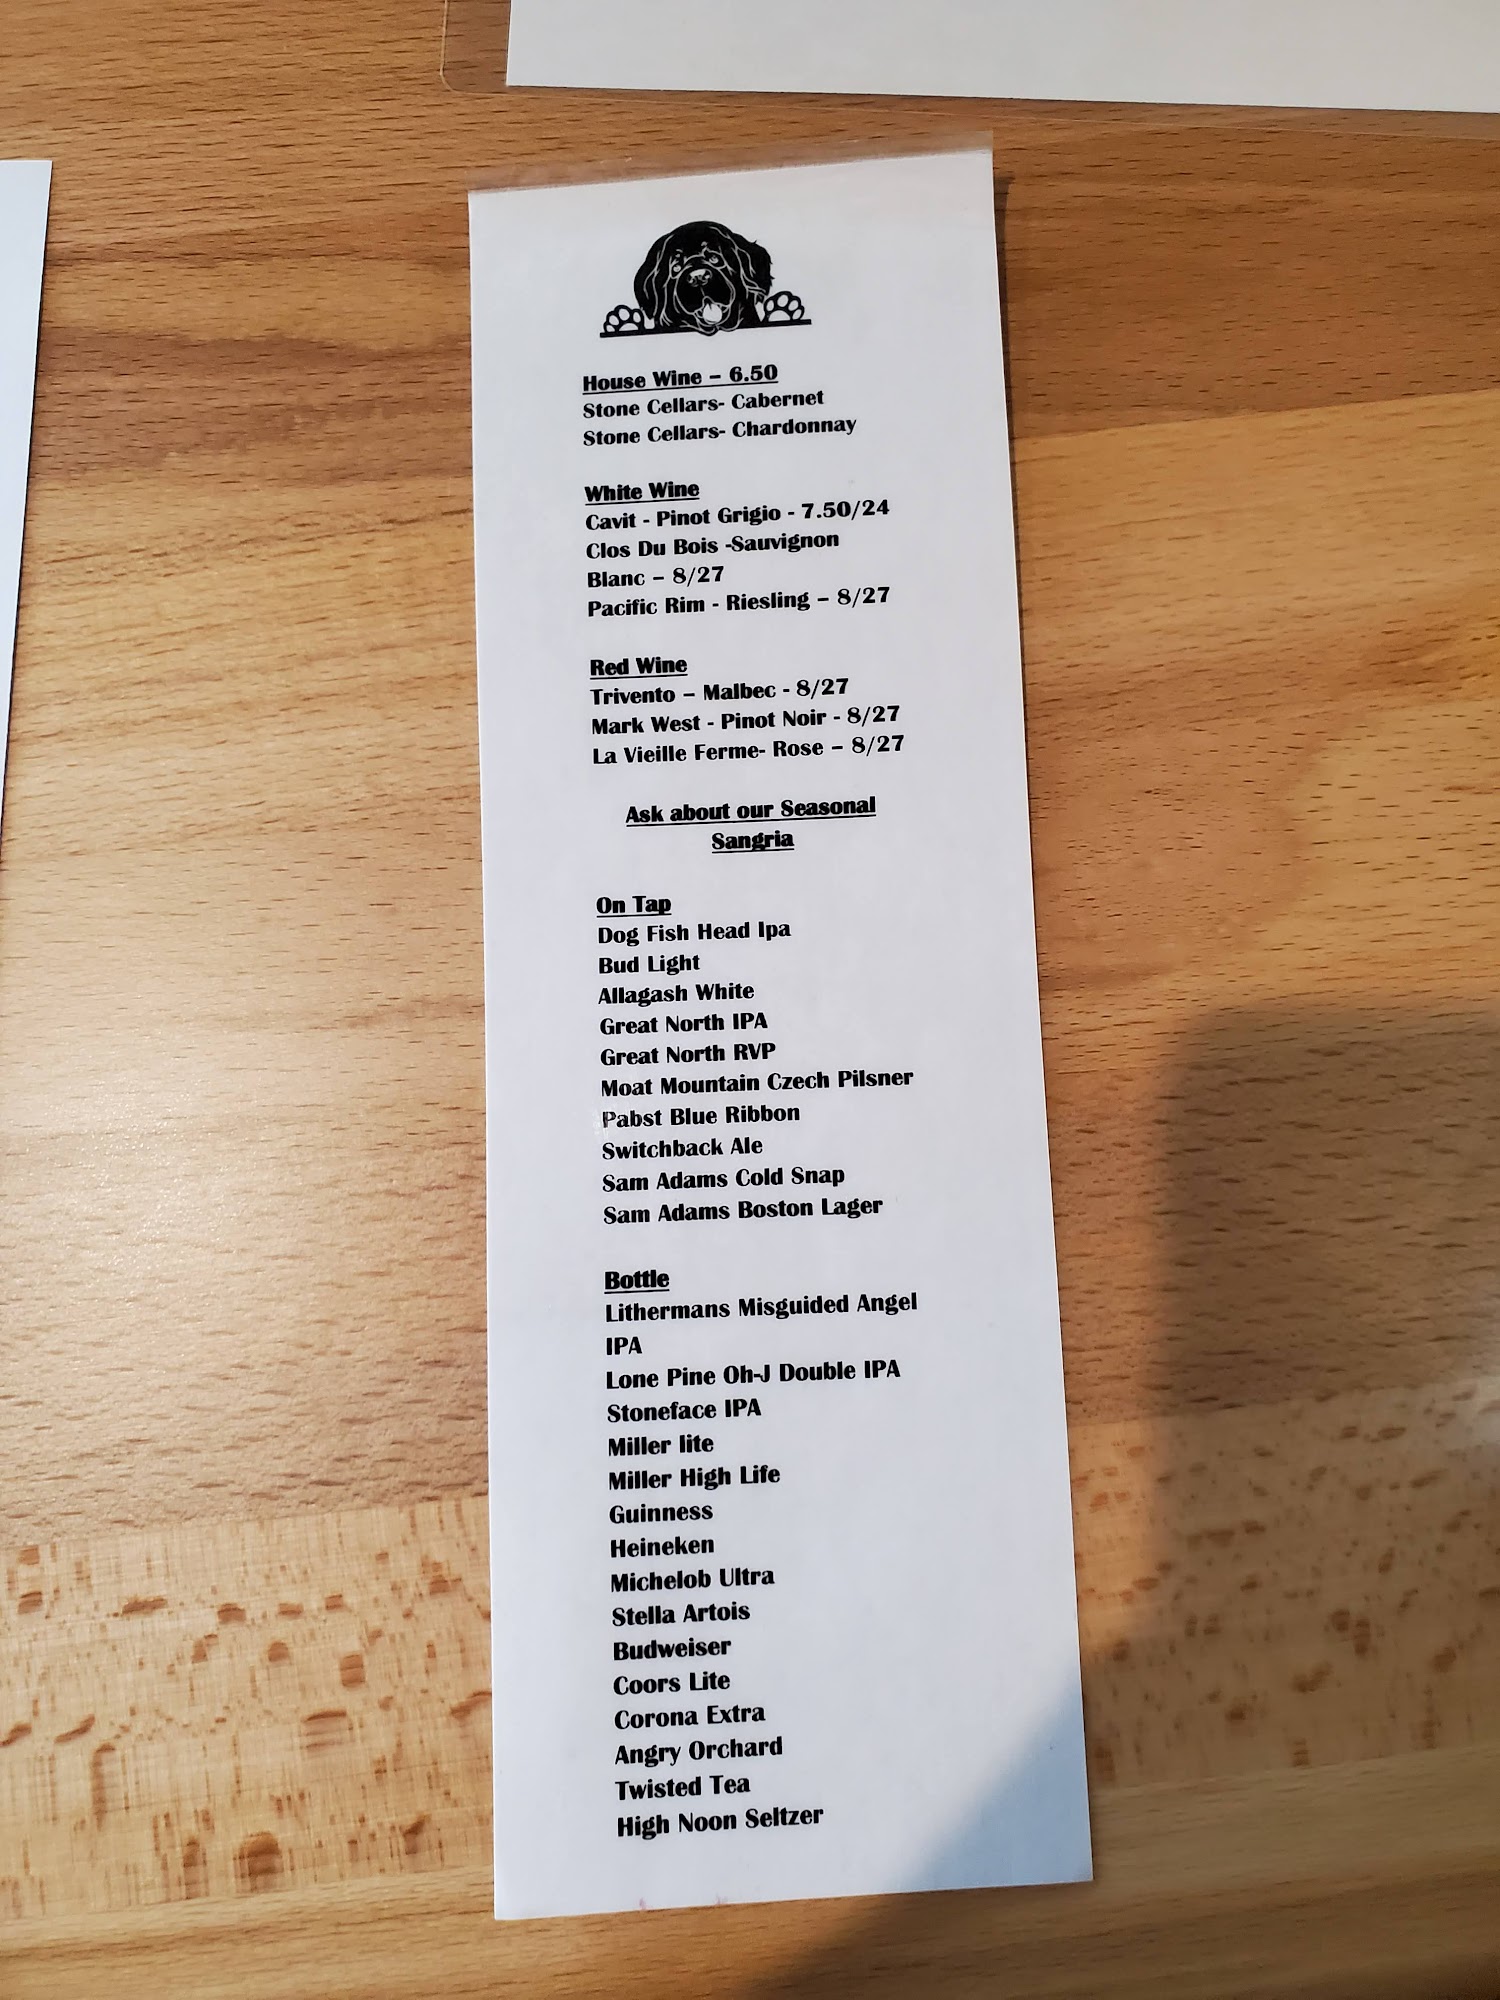 House Wine – 6.50
Stone Cellars- Cabernet
Stone Cellars- Chardonnay
White Wine
Cavit - Pinot Grigio - 7.50/24
Clos Du Bois -Sauvignon
Blanc – 8/27
Pacific Rim - Riesling – 8/27
Red Wine
Trivento – Malbec - 8/27
Mark West - Pinot Noir - 8/27
La Vieille Ferme- Rose – 8/27
Ask about our Seasonal
Sangria
On Tap
Dog Fish Head Ipa
Bud Light
Allagash White
Great North IPA
Great North RVP
Moat Mountain Czech Pilsner
Pabst Blue Ribbon
Switchback Ale
Sam Adams Cold Snap
Sam Adams Boston Lager
Bottle
Lithermans Misguided Angel
IPA
Lone Pine Oh-J Double IPA
Stoneface IPA
Miller lite
Miller High Life
Guinness
Heineken
Michelob Ultra
Stella Artois
Budweiser
Coors Lite
Corona Extra
Angry Orchard
Twisted Tea
High Noon Seltzer